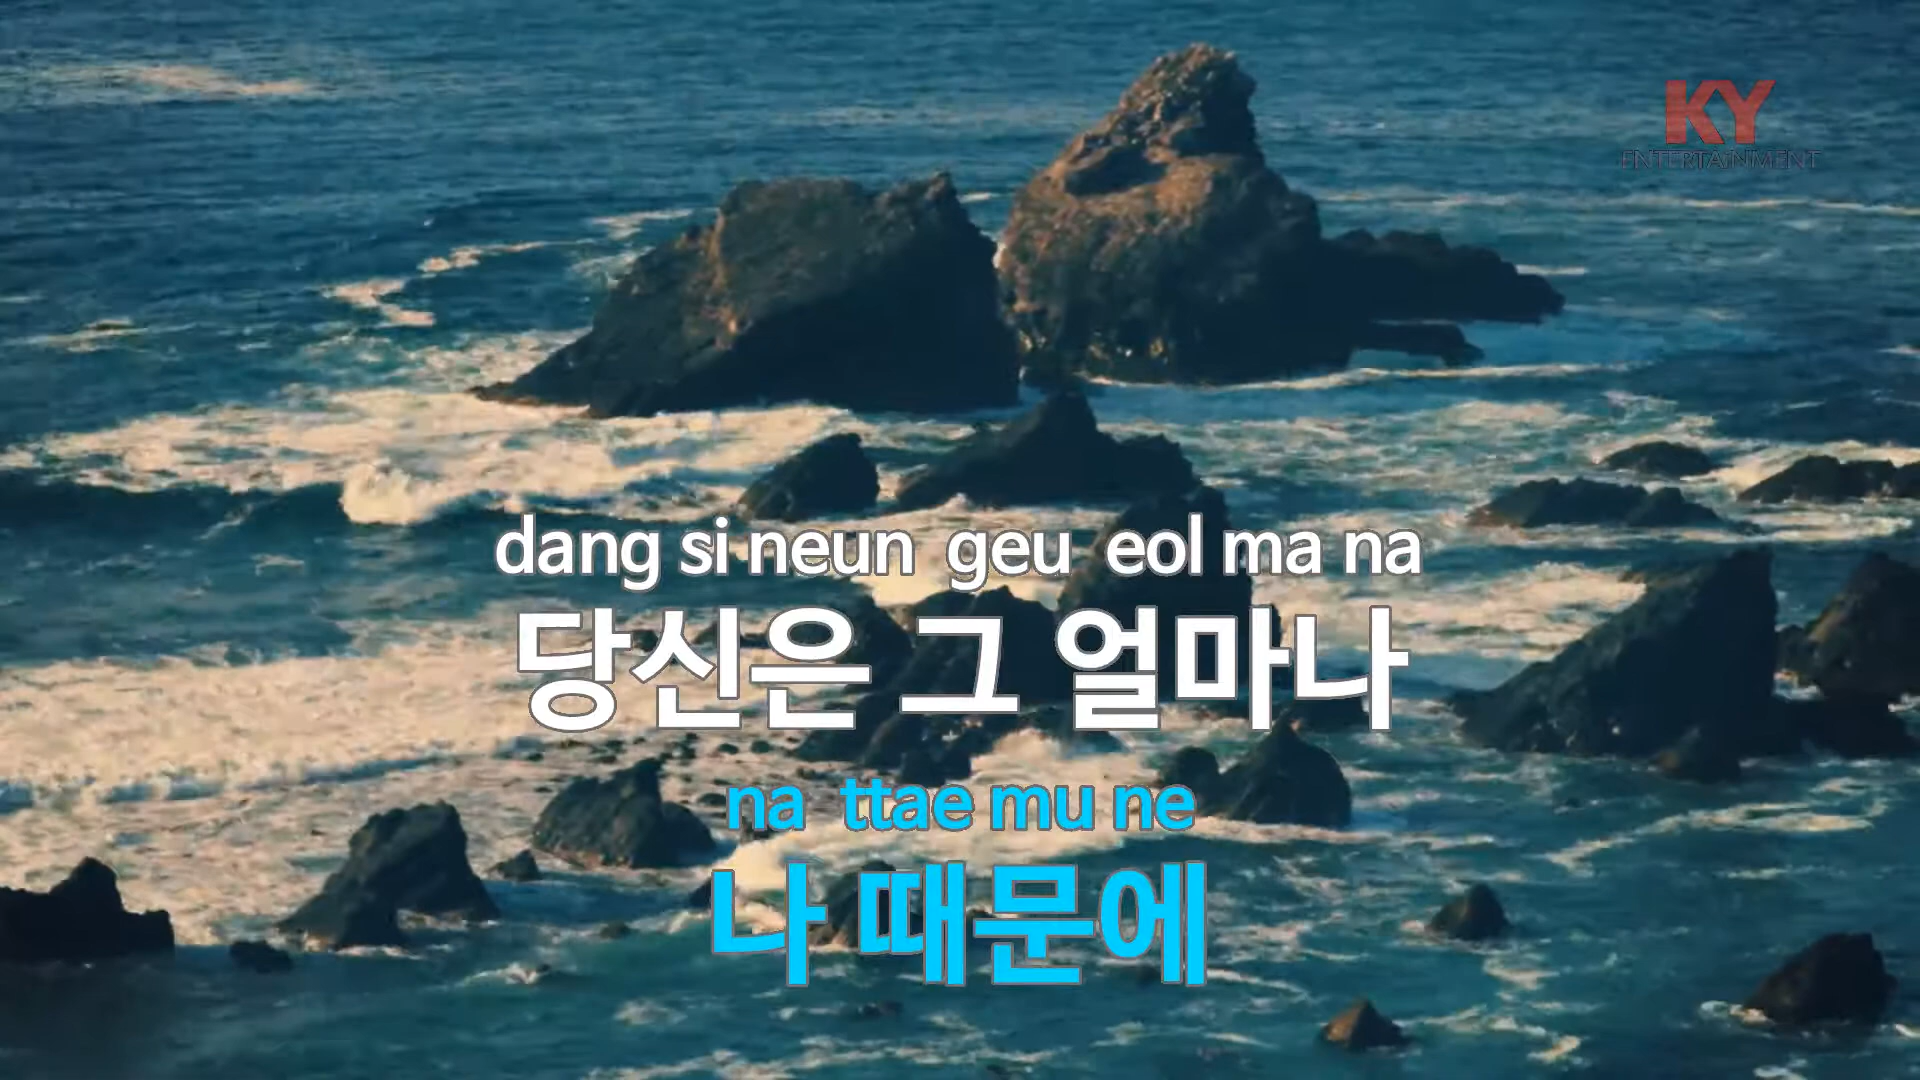 KY
ENTERTAINMENT
dang si neun geu eol ma na
당신은 그 얼마나
na ttae mu ne
나 때문에